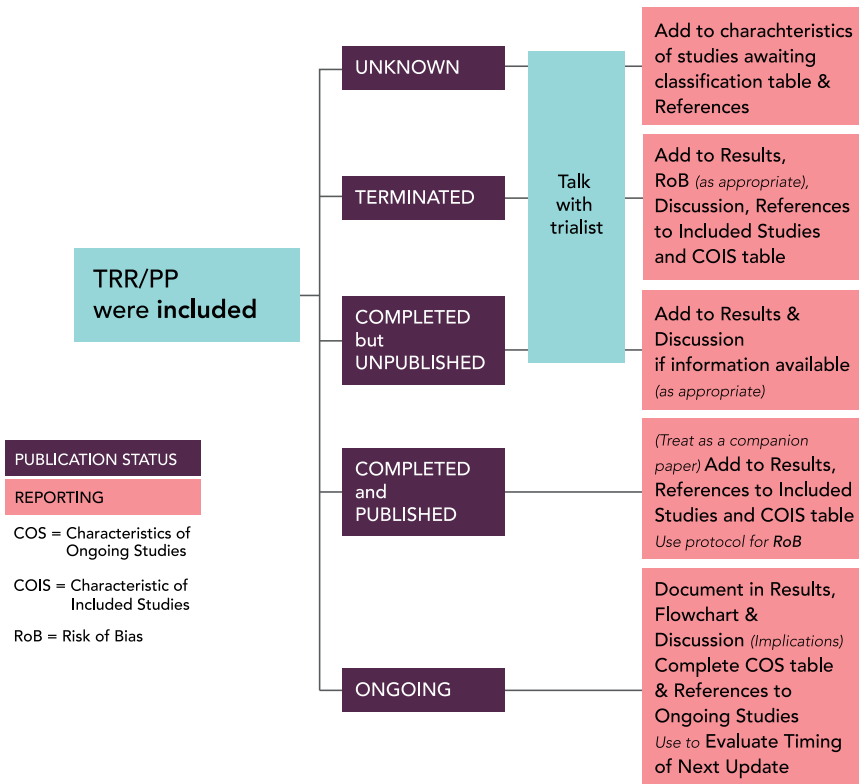 TRR/PP
were included
UNKNOWN
TERMINATED
COMPLETED
but
UNPUBLISHED
COMPLETED
and
PUBLISHED
ONGOING
Talk
with
trialist
Add to charachteristics
of studies awaiting
classification table &
References
Add to Results,
RoB (as appropriate),
Discussion, References
to Included Studies
and COIS table
Add to Results &
Discussion
if information available
(as appropriate)
(Treat as a companion
paper) Add to Results,
References to Included
Studies and COIS table
Use protocol for RoB
Document in Results,
Flowchart &
Discussion (Implications)
Complete COS table
& References to
Ongoing Studies
Use to Evaluate Timing
of Next Update
PUBLICATION STATUS
REPORTING
COS = Characteristics of
Ongoing Studies
COIS = Characteristic of
Included Studies
RoB = Risk of Bias